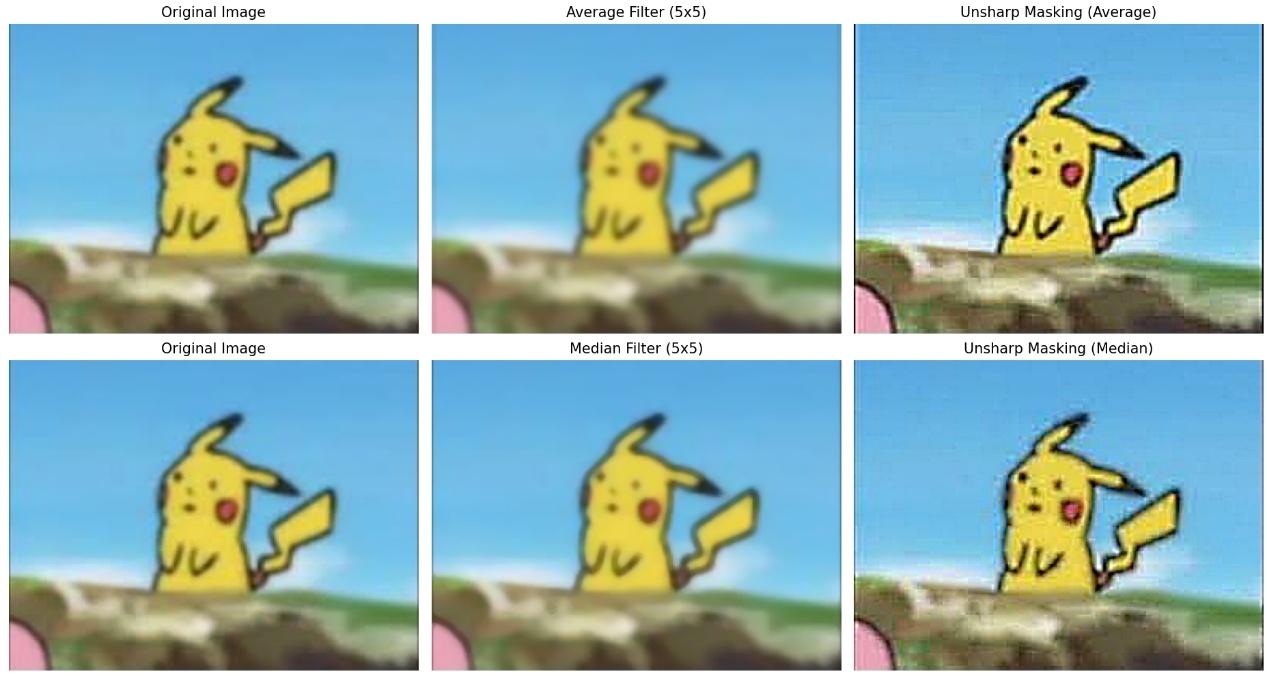 Original Image
Average Filter (5x5)
Unsharp Masking (Average)
Original Image
Median Filter (5x5)
Unsharp Masking (Median)